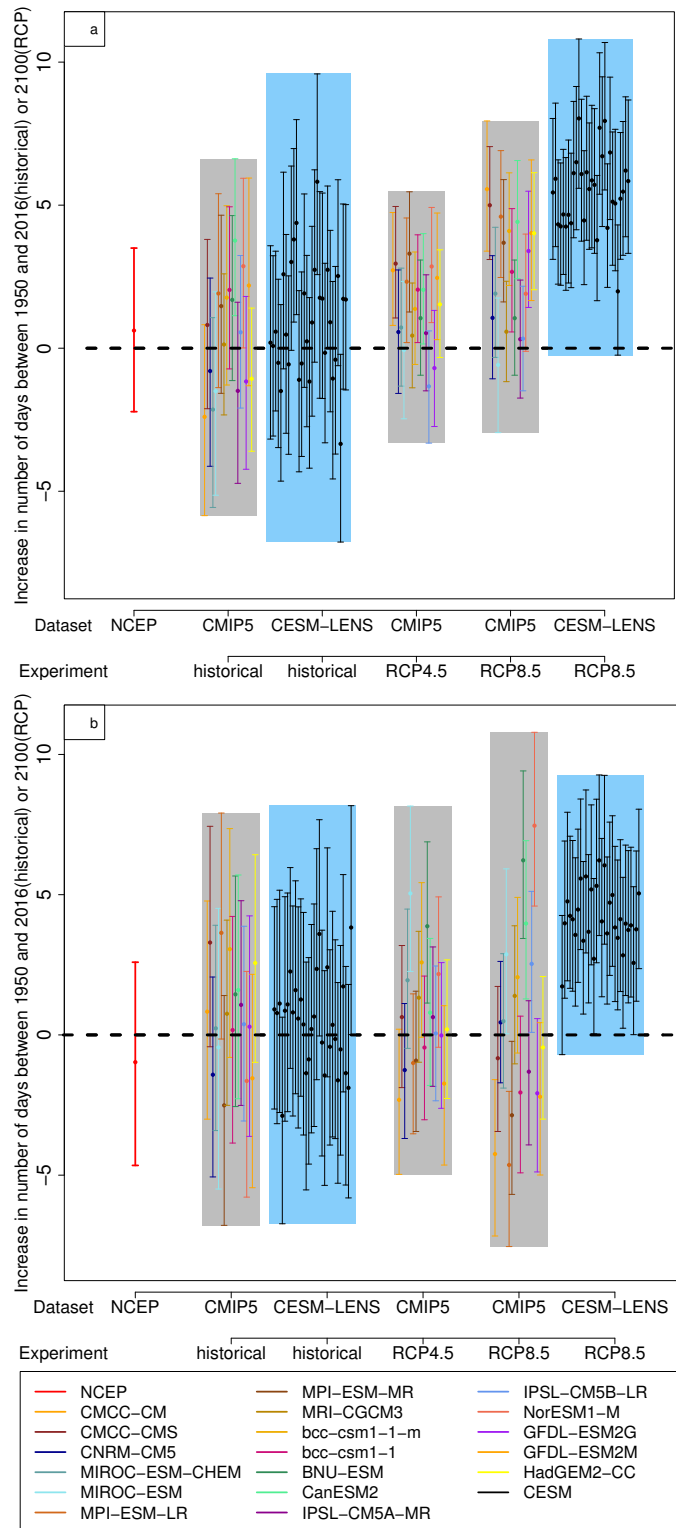 a
Increase in number of days between 1950 and 2016(historical) or 2100(RCP)
10
5
0
−5
Dataset NCEP CMIP5 CESM−LENS CMIP5 CMIP5 CESM−LENS
Experiment historical historical RCP4.5 RCP8.5 RCP8.5
b
Increase in number of days between 1950 and 2016(historical) or 2100(RCP)
10
5
0
−5
Dataset NCEP CMIP5 CESM−LENS CMIP5 CMIP5 CESM−LENS
Experiment historical historical RCP4.5 RCP8.5 RCP8.5
NCEP MPI−ESM−MR IPSL−CM5B−LR
CMCC−CM MRI−CGCM3 NorESM1−M
CMCC−CMS bcc−csm1−1−m GFDL−ESM2G
CNRM−CM5 bcc−csm1−1 GFDL−ESM2M
MIROC−ESM−CHEM BNU−ESM HadGEM2−CC
MIROC−ESM CanESM2 CESM
MPI−ESM−LR IPSL−CM5A−MR